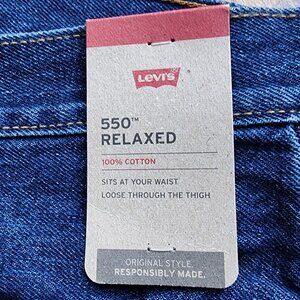 LEVI'S
550™
RELAXED
100% COTTON
SITS AT YOUR WAIST
LOOSE THROUGH THE THIGH
ORIGINAL STYLE.
RESPONSIBLY MADE.